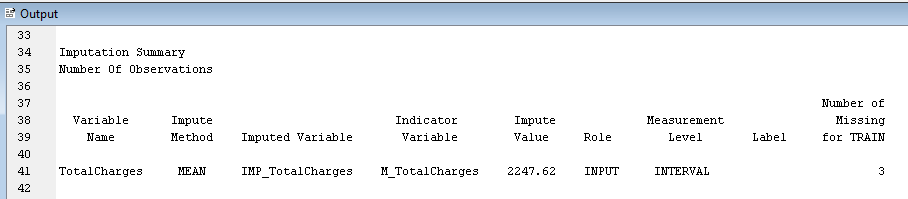 Output
33
34 Imputation Summary
35 Number Of Observations
36
37 Number of
38 Variable Impute Indicator Impute Measurement Missing
39 Name Method Imputed Variable Variable Value Role Level Label for TRAIN
40
41 TotalCharges MEAN IMP_TotalCharges M_TotalCharges 2247.62 INPUT INTERVAL 3
42